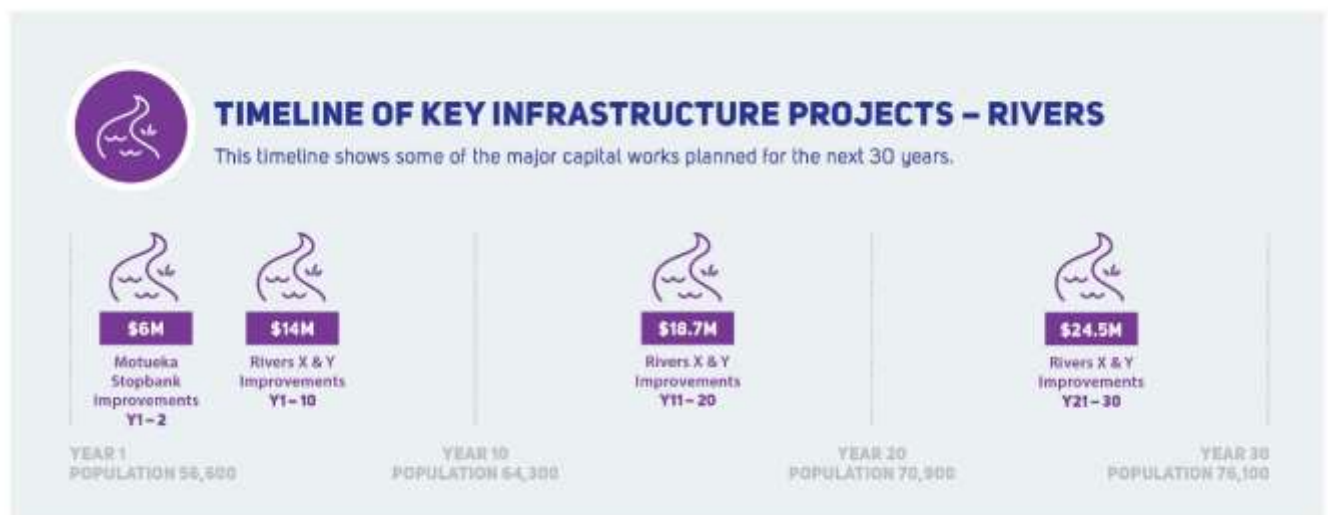 TIMELINE OF KEY INFRASTRUCTURE PROJECTS – RIVERS
This timeline shows some of the major capital works planned for the next 30 years.
$6M
Motueka
Stopbank
Improvements
Y1 – 2
$14M
Rivers X & Y
Improvements
Y1 – 10
$18.7M
Rivers X & Y
Improvements
Y11 – 20
$24.5M
Rivers X & Y
Improvements
Y21 – 30
YEAR 1
POPULATION
YEAR 10
POPULATION 64,300
YEAR 20
POPULATION 70,900
YEAR 30
POPULATION 76,100